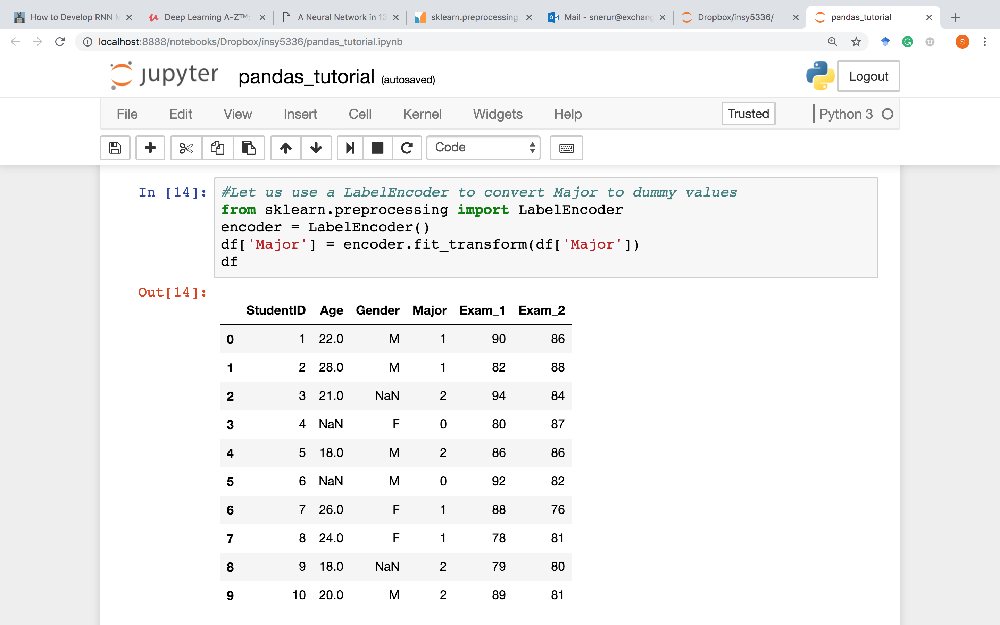 How to Develop RNN M
Deep Learning A-Z™:
A Neural Network in 13
sklearn.preprocessing.
Mail - snerur@exchang
Dropbox/insy5336/
pandas_tutorial
localhost:8888/notebooks/Dropbox/insy5336/pandas_tutorial.ipynb
S
jupyter pandas_tutorial (autosaved)
Logout
File Edit View Insert Cell Kernel Widgets Help Trusted Python 3
Code
In [14]: #Let us use a LabelEncoder to convert Major to dummy values
from sklearn.preprocessing import LabelEncoder
encoder = LabelEncoder()
df['Major'] = encoder.fit_transform(df['Major'])
df
Out[14]:
StudentID Age Gender Major Exam_1 Exam_2
0 1 22.0 M 1 90 86
1 2 28.0 M 1 82 88
2 3 21.0 NaN 2 94 84
3 4 NaN F 0 80 87
4 5 18.0 M 2 86 86
5 6 NaN M 0 92 82
6 7 26.0 F 1 88 76
7 8 24.0 F 1 78 81
8 9 18.0 NaN 2 79 80
9 10 20.0 M 2 89 81